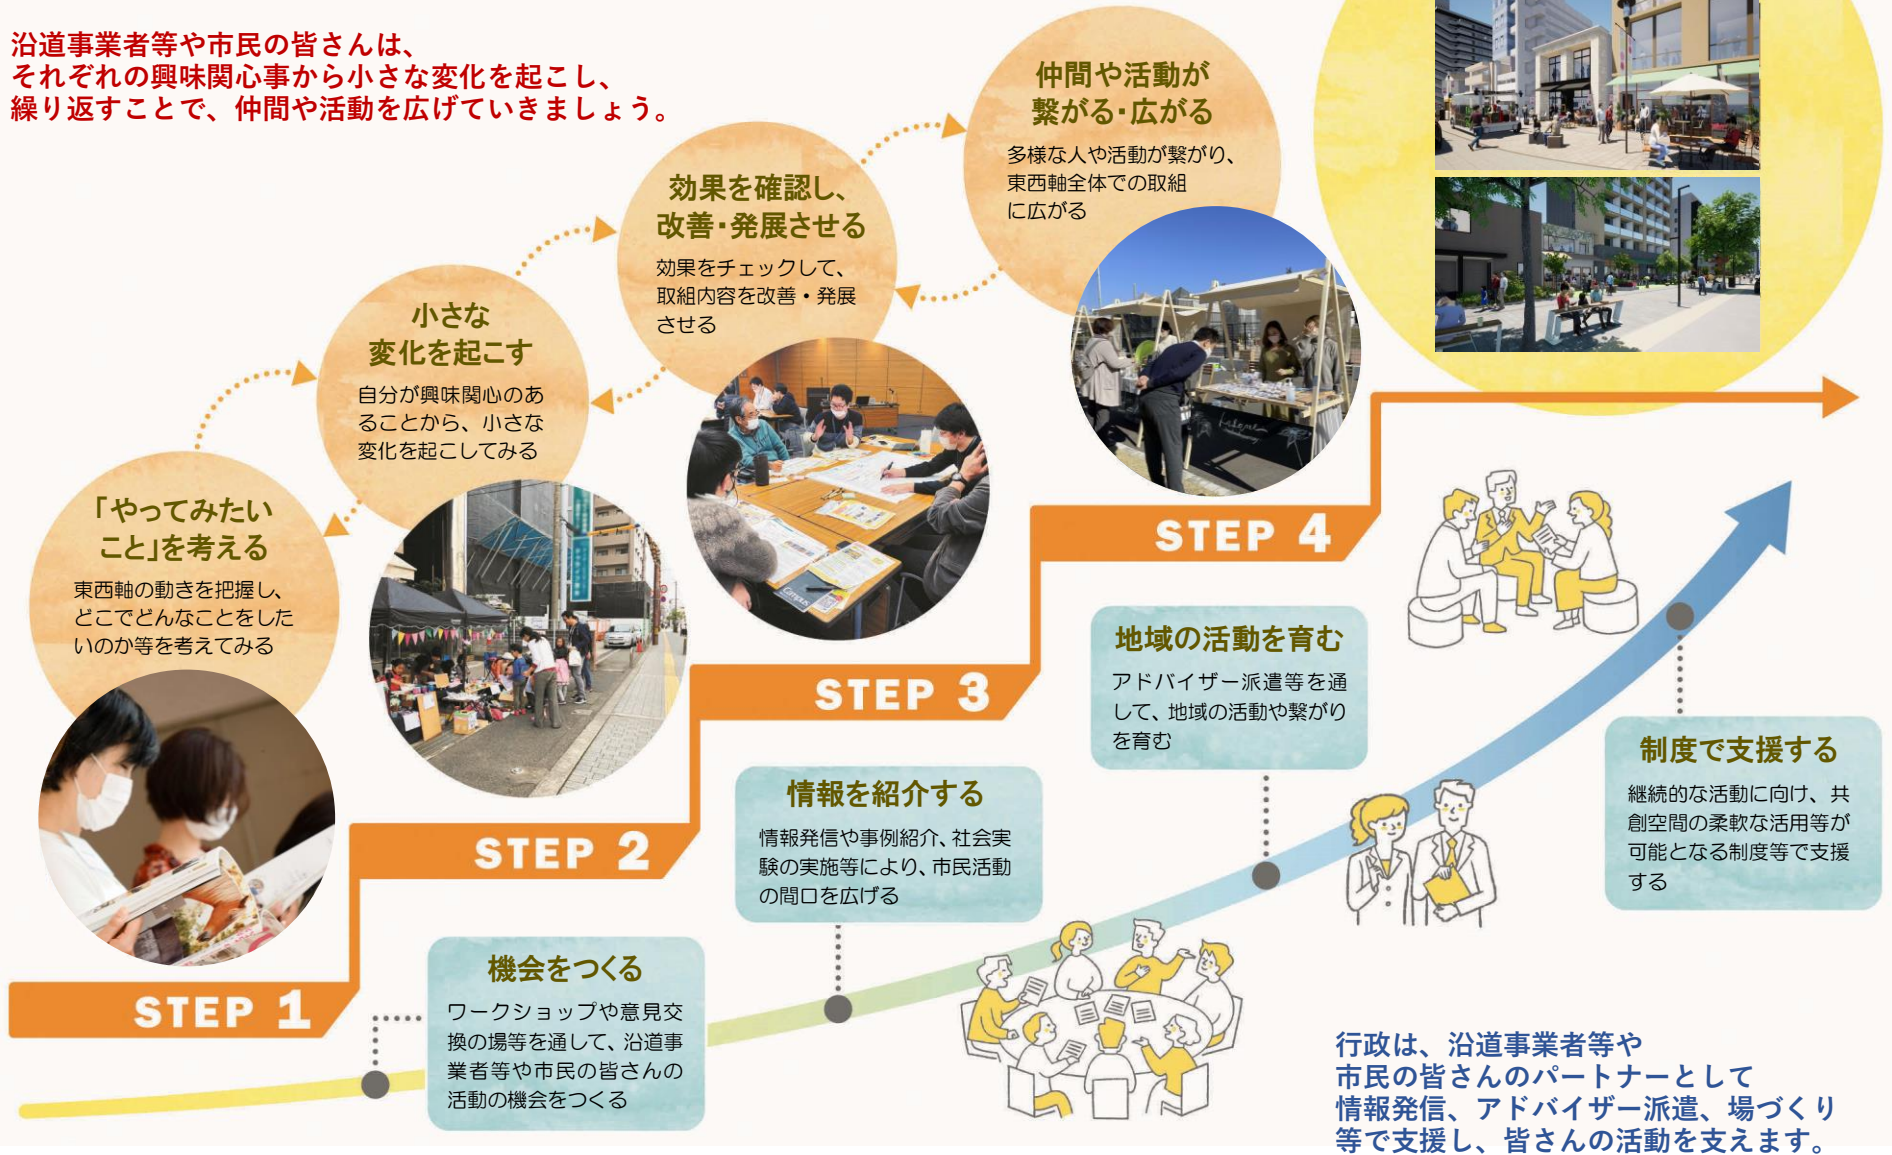 沿道事業者等や市民の皆さんは、
それぞれの興味関心事から小さな変化を起こし、
繰り返すことで、仲間や活動を広げていきましょう。
「やってみたい
こと」を考える
東西軸の動きを把握し、
どこでどんなことをした
いのか等を考えてみる
STEP 1
小さな
変化を起こす
自分が興味関心のあ
ることから、小さな
変化を起こしてみる
STEP 2
効果を確認し、
改善・発展させる
効果をチェックして、
取組内容を改善・発展
させる
Campus
STEP 3
仲間や活動が
繋がる・広がる
多様な人や活動が繋がり、
東西軸全体での取組
に広がる
STEP 4
機会をつくる
ワークショップや意見交
換の場等を通して、沿道事
業者等や市民の皆さんの
活動の機会をつくる
情報を紹介する
情報発信や事例紹介、社会実
験の実施等により、市民活動
の間口を広げる
地域の活動を育む
アドバイザー派遣等を通
して、地域の活動や繋がり
を育む
制度で支援する
継続的な活動に向け、共
創空間の柔軟な活用等が
可能となる制度等で支援
する
行政は、沿道事業者等や
市民の皆さんのパートナーとして
情報発信、アドバイザー派遣、場づくり
等で支援し、皆さんの活動を支えます。